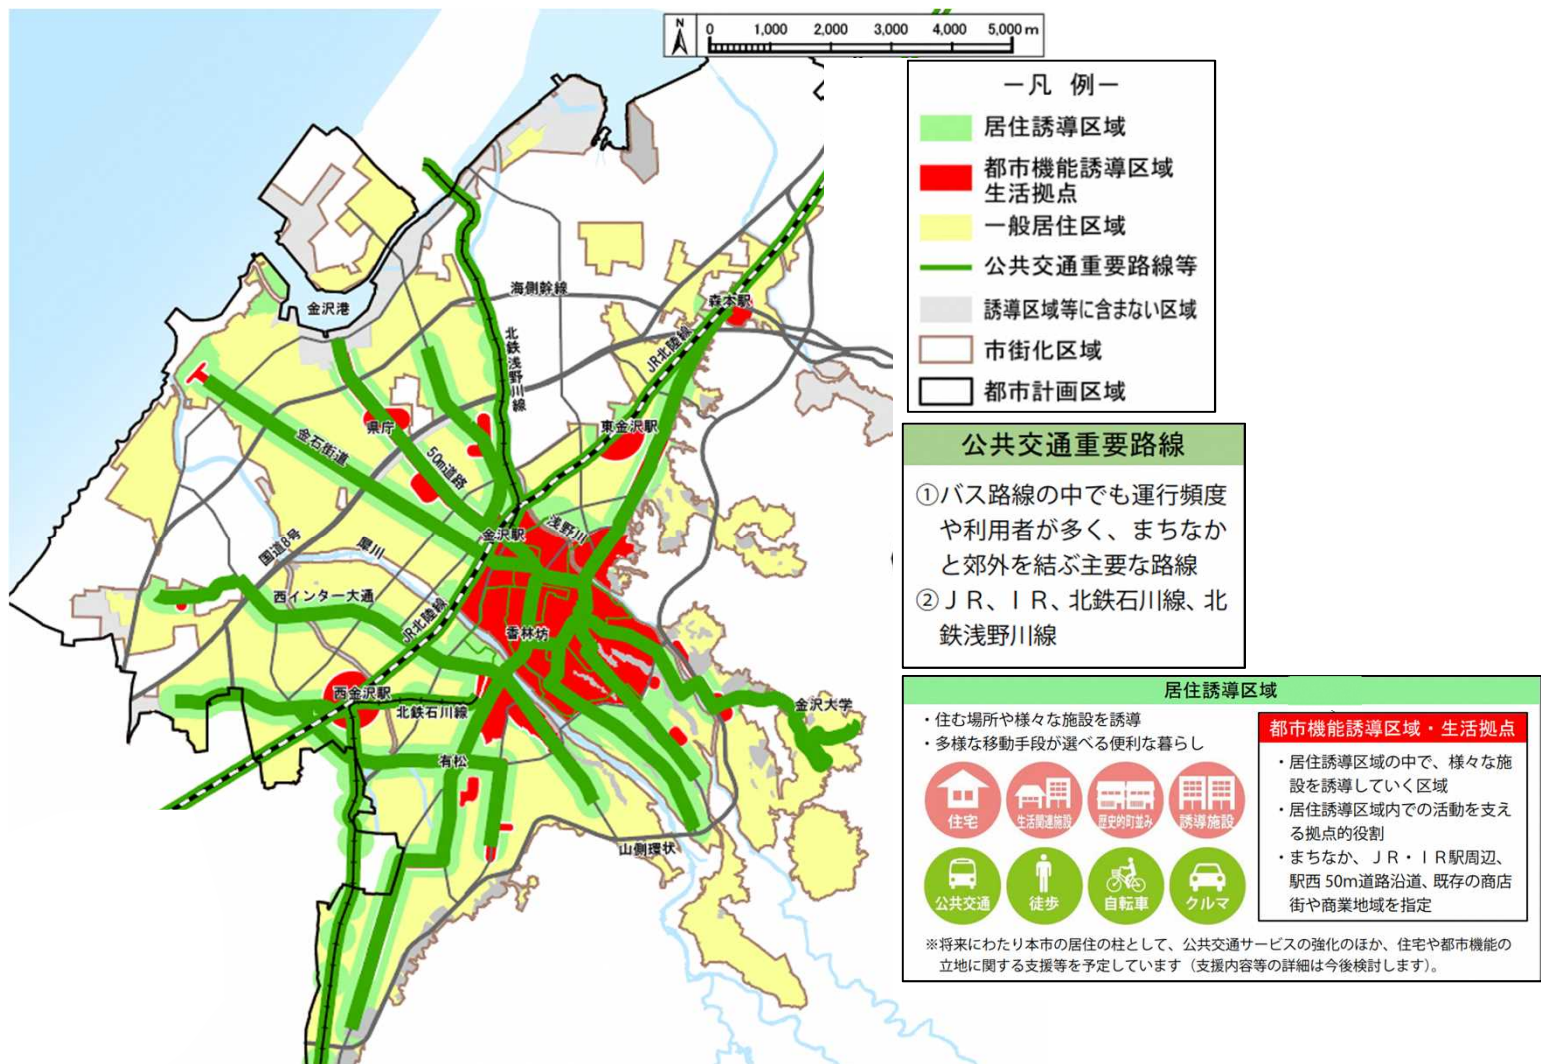 N
0 1,000 2,000 3,000 4,000 5,000 m
－凡 例－
居住誘導区域
都市機能誘導区域
生活拠点
一般居住区域
公共交通重要路線等
誘導区域等に含まない区域
市街化区域
都市計画区域
公共交通重要路線
①バス路線の中でも運行頻度
や利用者が多く、まちなか
と郊外を結ぶ主要な路線
②ＪＲ、ＩＲ、北鉄石川線、北
鉄浅野川線
居住誘導区域
・住む場所や様々な施設を誘導
・多様な移動手段が選べる便利な暮らし
住宅
生活関連施設
歴史的町並み
誘導施設
公共交通
徒歩
自転車
クルマ
都市機能誘導区域・生活拠点
・居住誘導区域の中で、様々な施
設を誘導していく区域
・居住誘導区域内での活動を支え
る拠点的役割
・まちなか、ＪＲ・ＩＲ駅周辺、
駅西 50m道路沿道、既存の商店
街や商業地域を指定
※将来にわたり本市の居住の柱として、公共交通サービスの強化のほか、住宅や都市機能の
立地に関する支援等を予定しています（支援内容等の詳細は今後検討します）。
金沢港
海側幹線
森本駅
北鉄浅野川線
JR北陸線
県庁
金石街道
50m道路
東金沢駅
金沢駅
浅野川
国道8号
犀川
西インター大通
JR北陸線
香林坊
西金沢駅
北鉄石川線
金沢大学
有松
山側環状